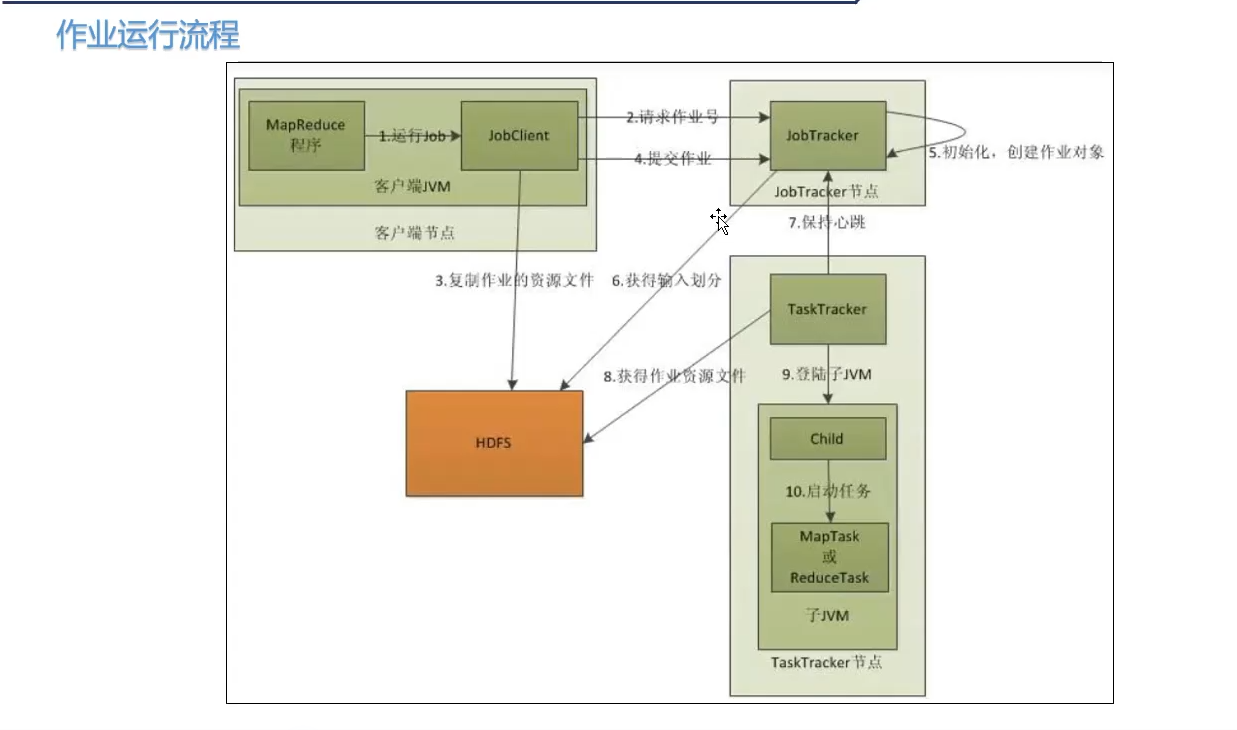 作业运行流程
MapReduce
程序
1.运行Job
JobClient
2.请求作业号
4.提交作业
JobTracker
5.初始化，创建作业对象
客户端JVM
JobTracker节点
客户端节点
7.保持心跳
3.复制作业的资源文件
6.获得输入划分
TaskTracker
8.获得作业资源文件
9.登陆子JVM
HDFS
Child
10.启动任务
MapTask
或
ReduceTask
子JVM
TaskTracker节点